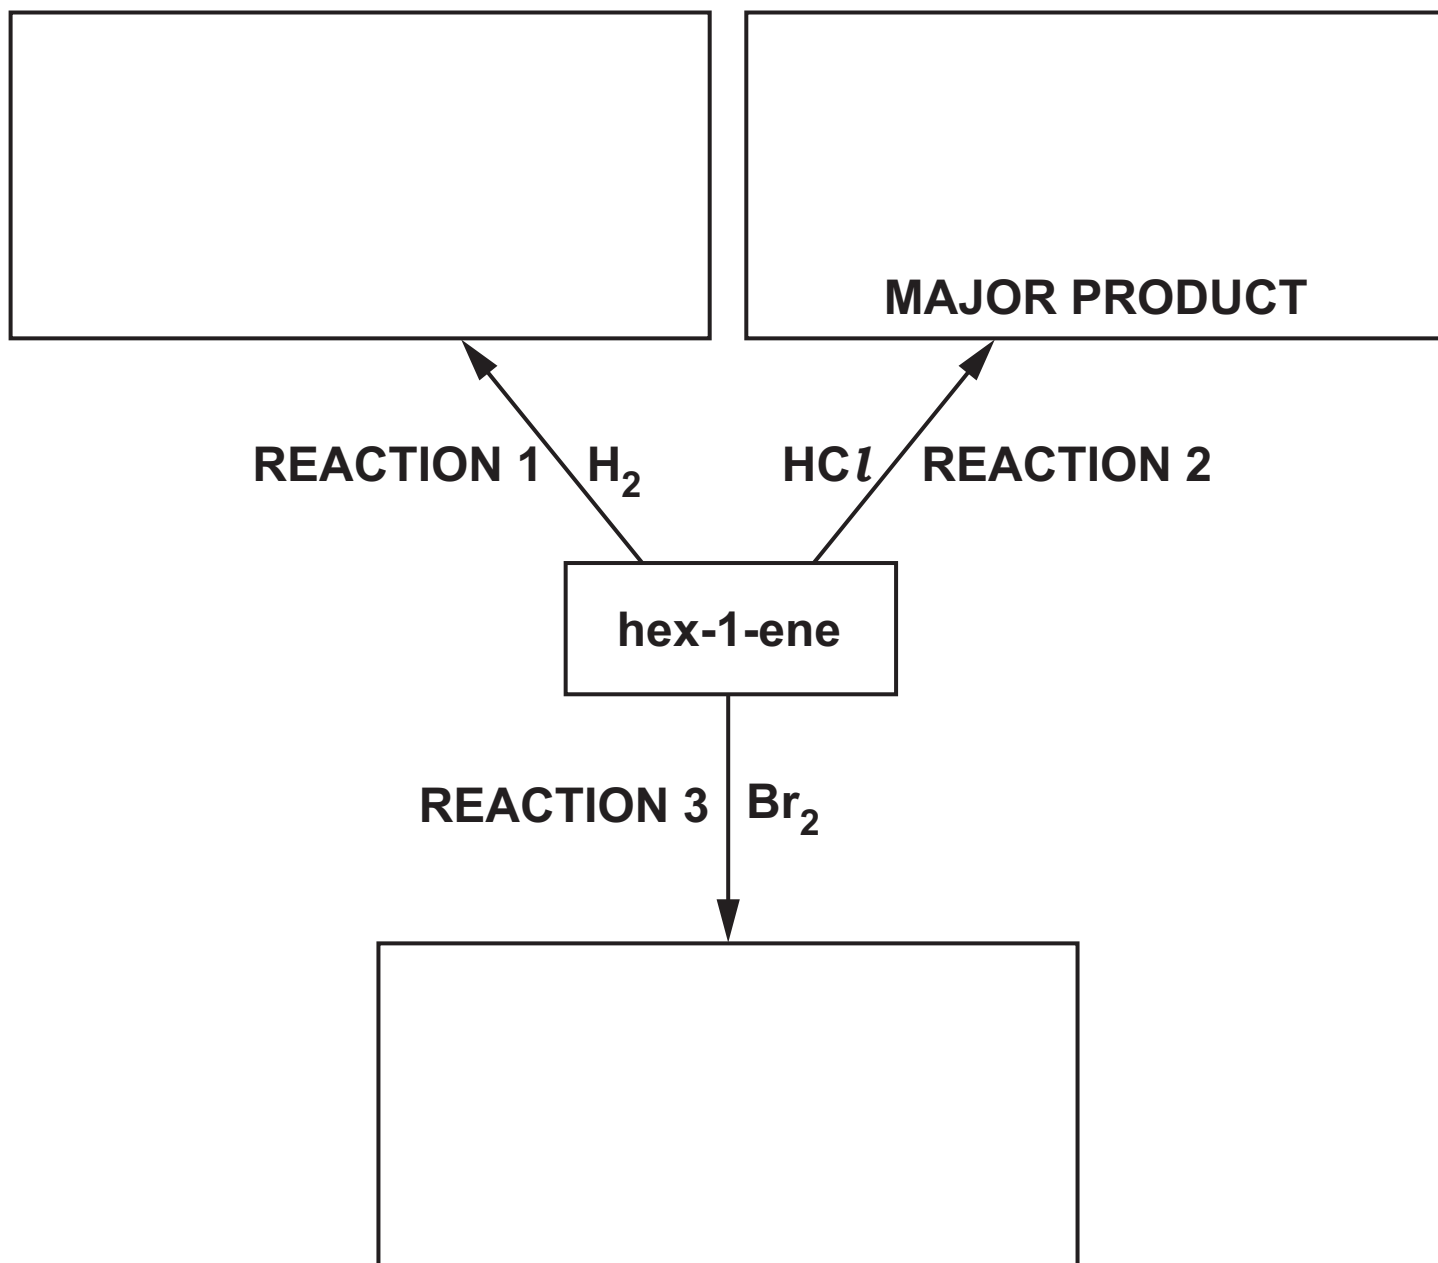 MAJOR PRODUCT
REACTION 1 H₂ HCl REACTION 2
hex-1-ene
REACTION 3 Br₂